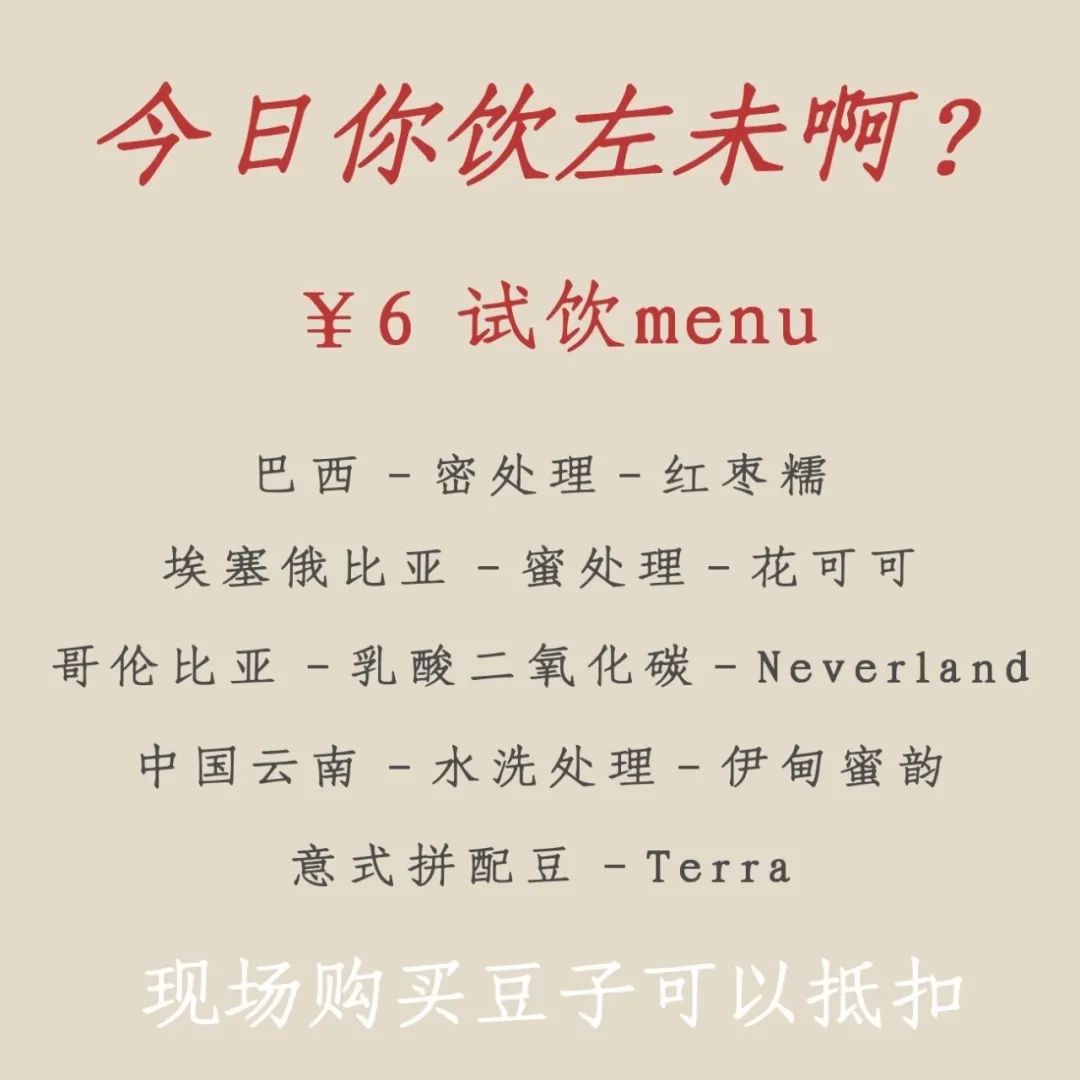 今日你饮左未啊？
￥6 试饮menu
巴西 - 密处理 - 红枣糯
埃塞俄比亚 - 蜜处理 - 花可可
哥伦比亚 - 乳酸二氧化碳 - Neverland
中国云南 - 水洗处理 - 伊甸蜜韵
意式拼配豆 - Terra
现场购买豆子可以抵扣